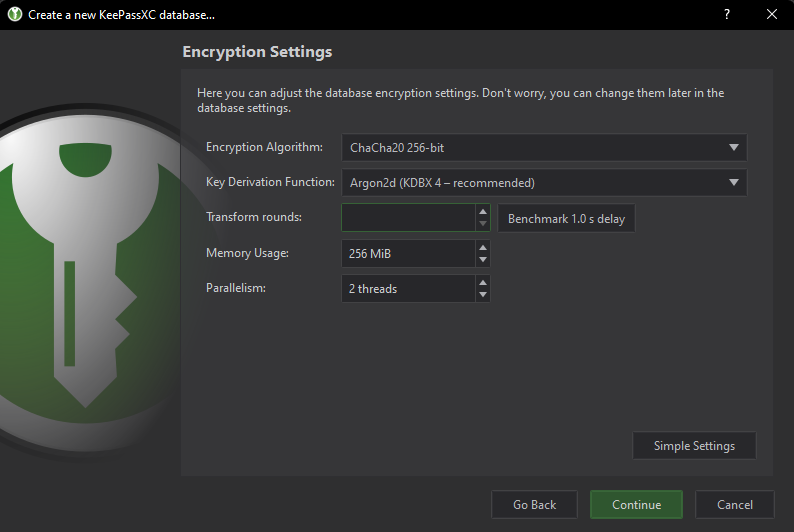 Create a new KeePassXC database...
?
Encryption Settings
Here you can adjust the database encryption settings. Don't worry, you can change them later in the
database settings.
Encryption Algorithm: ChaCha20 256-bit
Key Derivation Function: Argon2d (KDBX 4 – recommended)
Transform rounds: Benchmark 1.0 s delay
Memory Usage: 256 MiB
Parallelism: 2 threads
Simple Settings
Go Back Continue Cancel